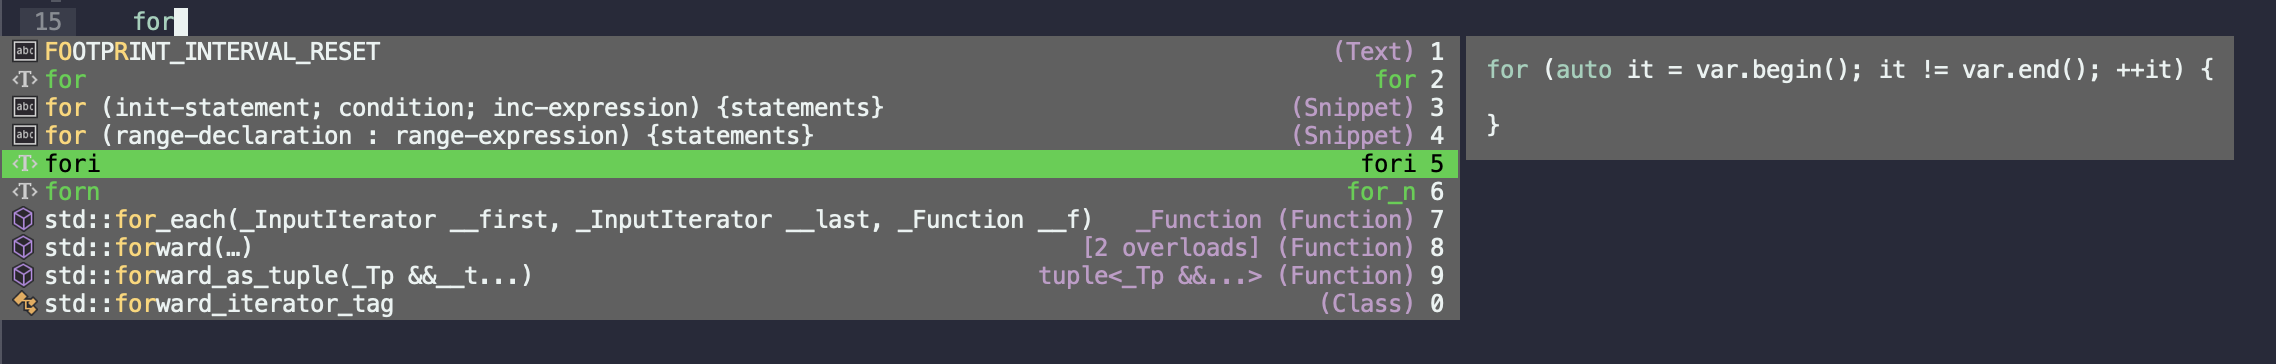 15 for
abc FOOTPRINT_INTERVAL_RESET (Text) 1
<T> for for 2
abc for (init-statement; condition; inc-expression) {statements} (Snippet) 3
abc for (range-declaration : range-expression) {statements} (Snippet) 4
<T> fori fori 5
<T> forn for_n 6
std::for_each(_InputIterator __first, _InputIterator __last, _Function __f) _Function (Function) 7
std::forward(…) [2 overloads] (Function) 8
std::forward_as_tuple(_Tp &&__t...) tuple<_Tp &&...> (Function) 9
std::forward_iterator_tag (Class) 0
for (auto it = var.begin(); it != var.end(); ++it) {
}